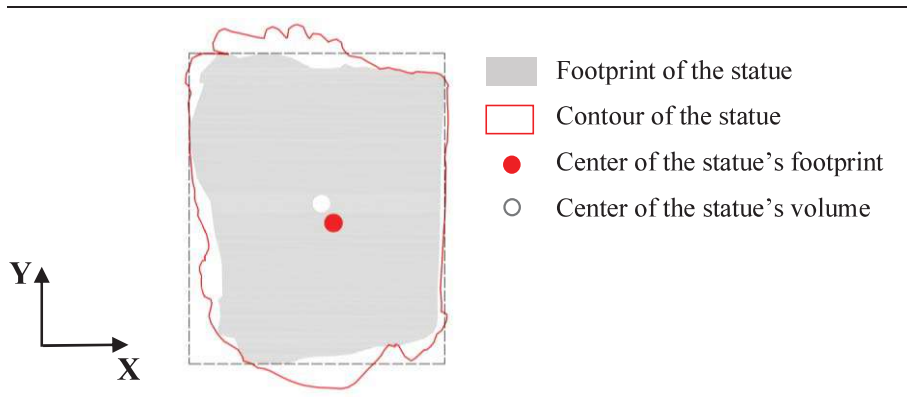 Footprint of the statue
Contour of the statue
Center of the statue’s footprint
Center of the statue’s volume
Y
X